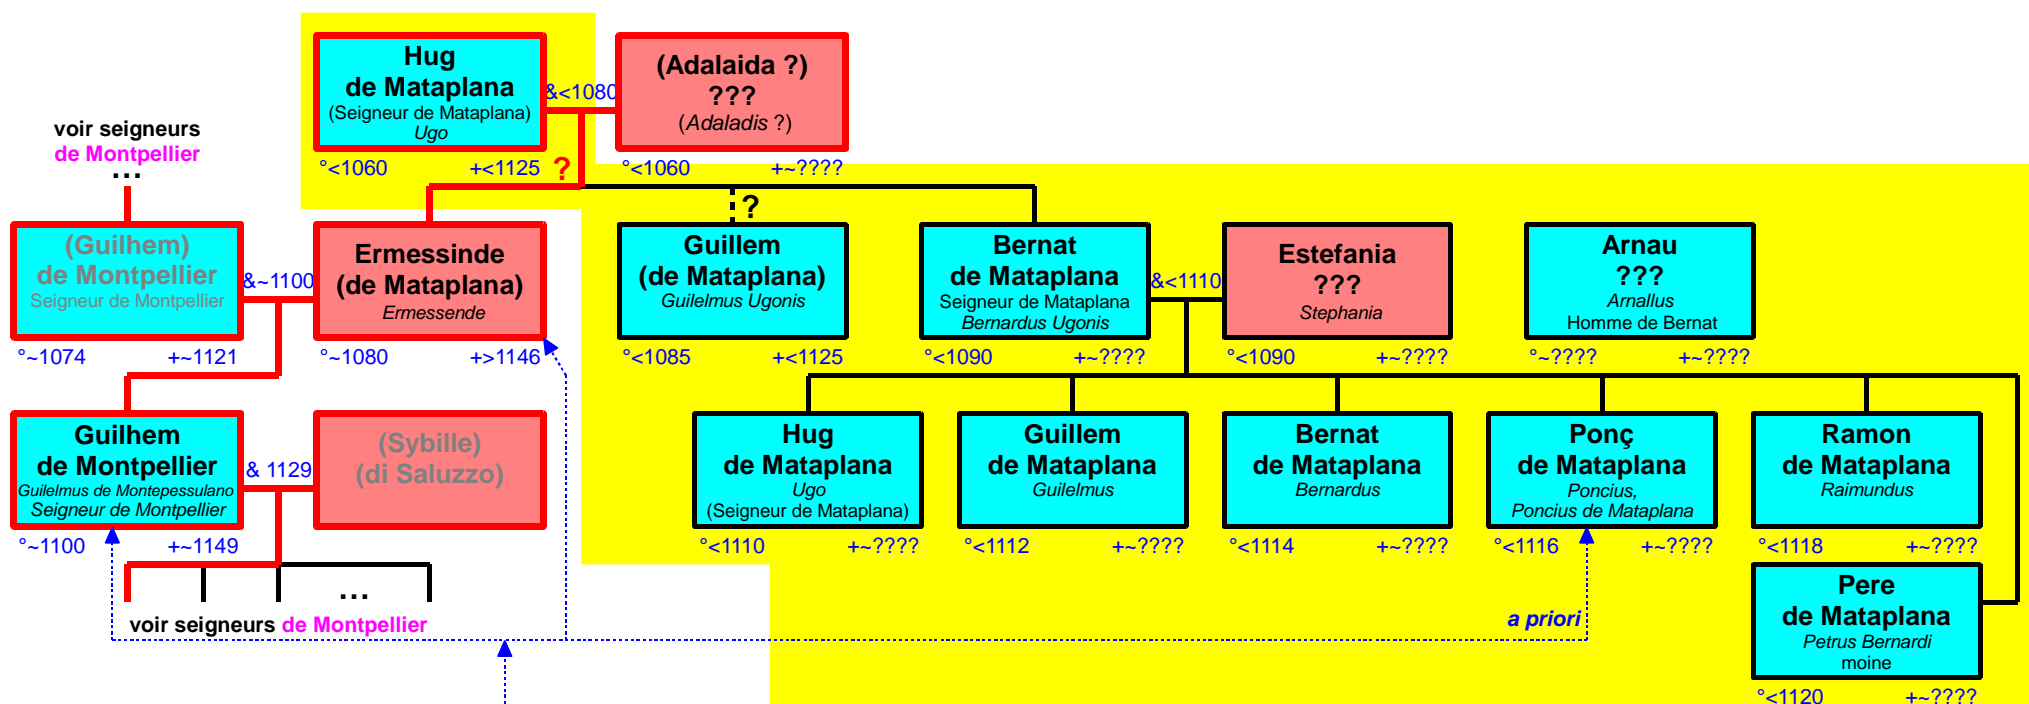 Hug
de Mataplana
(Seigneur de Mataplana)
Ugo
&<1080
(Adalaida ?)
???
(Adaladis ?)
°<1060 +<1125
?
°<1060 +~????
voir seigneurs
de Montpellier
...
(Guilhem)
de Montpellier
Seigneur de Montpellier
&~1100
Ermessinde
(de Mataplana)
Ermessende
?
Guillem
(de Mataplana)
Guilelmus Ugonis
Bernat
de Mataplana
Seigneur de Mataplana
Bernardus Ugonis
&<1110
Estefania
???
Stephania
Arnau
???
Arnallus
Homme de Bernat
°~1074 +~1121
°~1080 +>1146
°<1085 +<1125
°<1090 +~????
°<1090 +~????
°~???? +~????
Guilhem
de Montpellier
Guilelmus de Montepessulano
Seigneur de Montpellier
& 1129
(Sybille)
(di Saluzzo)
Hug
de Mataplana
Ugo
(Seigneur de Mataplana)
Guillem
de Mataplana
Guilelmus
Bernat
de Mataplana
Bernardus
Ponç
de Mataplana
Poncius,
Poncius de Mataplana
Ramon
de Mataplana
Raimundus
°~1100 +~1149
°<1110 +~????
°<1112 +~????
°<1114 +~????
°<1116 +~????
°<1118 +~????
...
voir seigneurs de Montpellier
a priori
Pere
de Mataplana
Petrus Bernardi
moine
°<1120 +~????